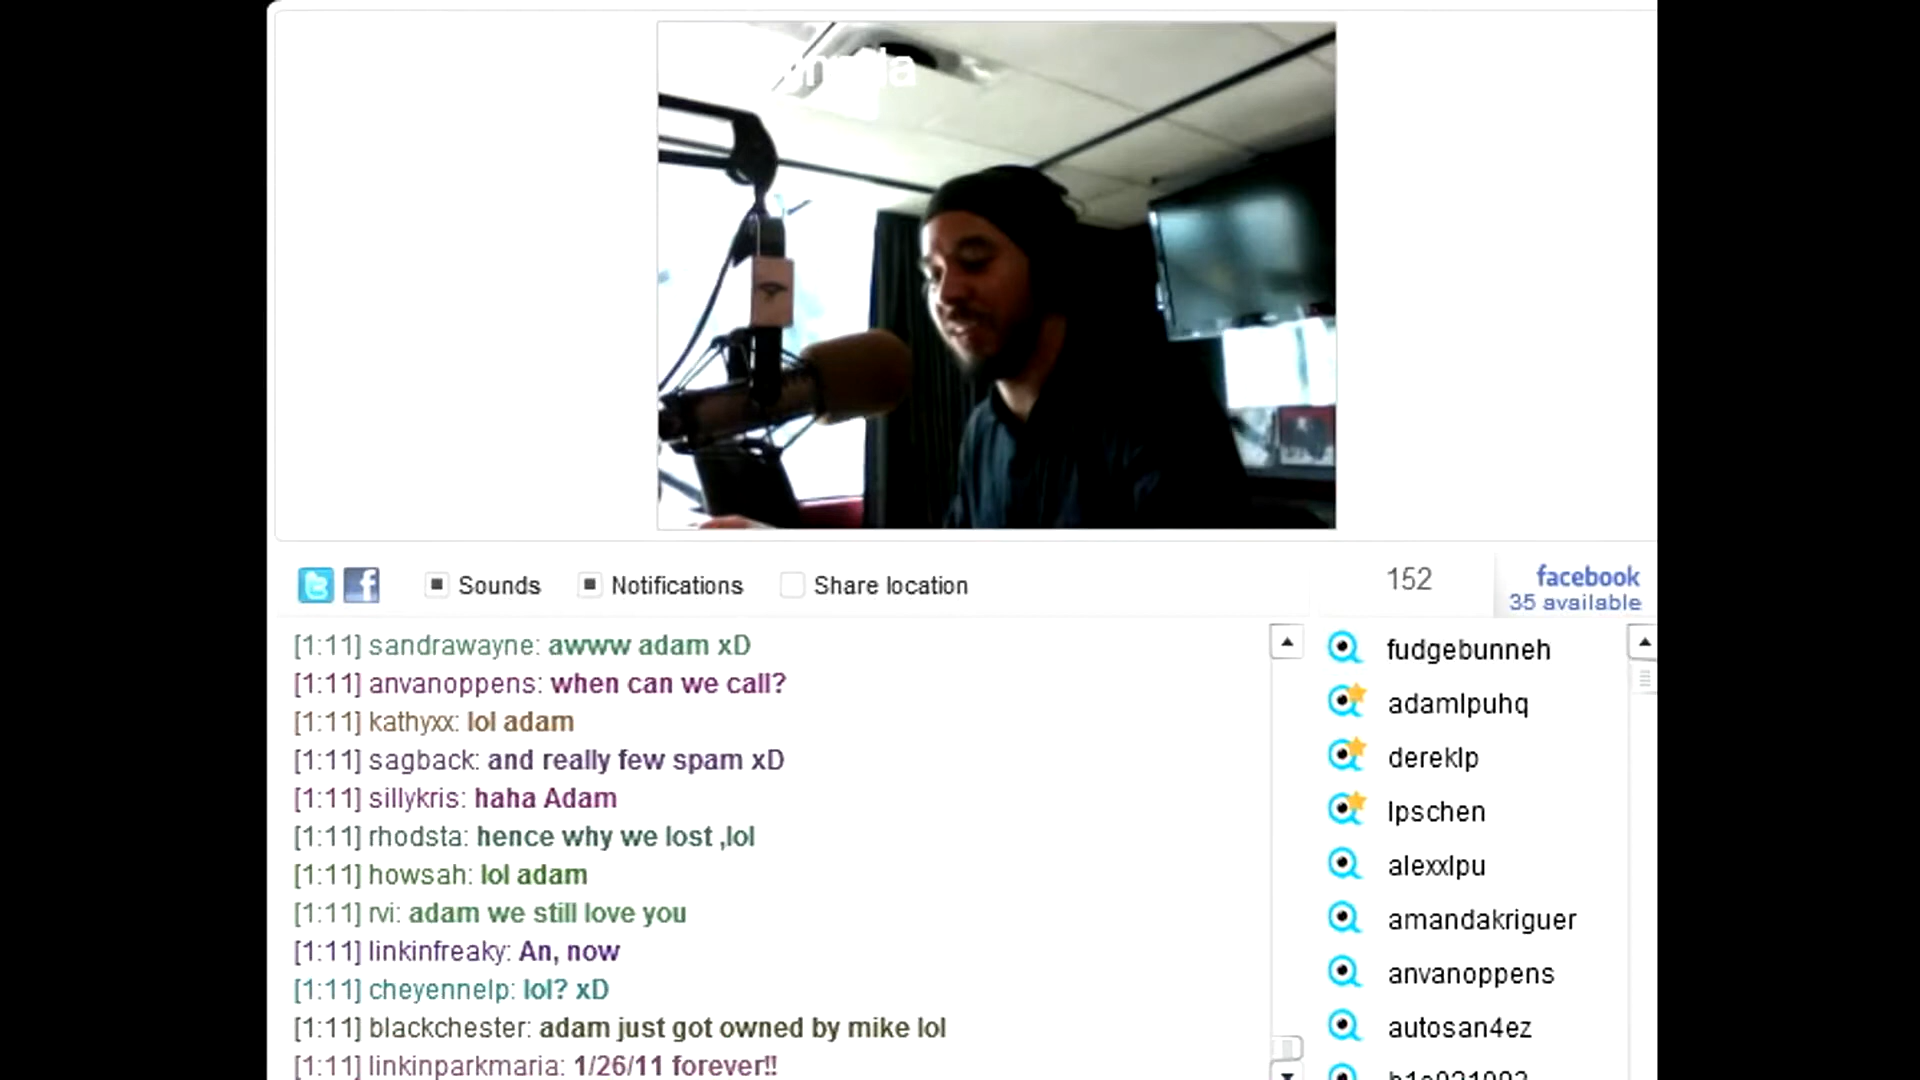 Sounds
Notifications
Share location
152
facebook
35 available
[1:11] sandrawayne: awww adam xD
[1:11] anvanoppens: when can we call?
[1:11] kathyxx: lol adam
[1:11] sagback: and really few spam xD
[1:11] sillykris: haha Adam
[1:11] rhodsta: hence why we lost ,lol
[1:11] howsah: lol adam
[1:11] rvi: adam we still love you
[1:11] linkinfreaky: An, now
[1:11] cheyennelp: lol? xD
[1:11] blackchester: adam just got owned by mike lol
[1:11] linkinparkmaria: 1/26/11 forever!!
fudgebunneh
adamlpuhq
dereklp
lpschen
alexxlpu
amandakriguer
anvanoppens
autosan4ez